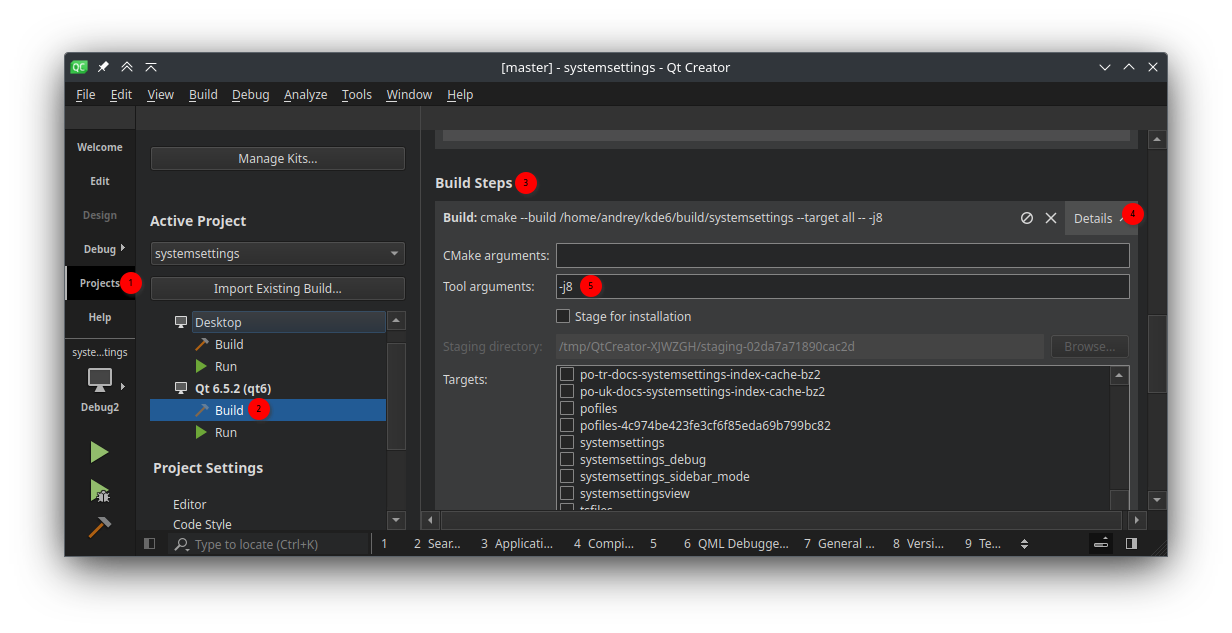 QC
[master] - systemsettings - Qt Creator
File Edit View Build Debug Analyze Tools Window Help
Welcome
Edit
Design
Debug
Projects 1
Help
syste...tings
Debug2
Manage Kits...
Active Project
systemsettings
Import Existing Build...
Desktop
Build
Run
Qt 6.5.2 (qt6)
Build 2
Run
Project Settings
Editor
Code Style
Build Steps 3
Build: cmake --build /home/andrey/kde6/build/systemsettings --target all -- -j8
Details 4
CMake arguments:
Tool arguments: -j8 5
Stage for installation
Staging directory: /tmp/QtCreator-XJWZGH/staging-02da7a71890cac2d Browse...
Targets:
po-tr-docs-systemsettings-index-cache-bz2
po-uk-docs-systemsettings-index-cache-bz2
pofiles
pofiles-4c974be423fe3cf6f85eda69b799bc82
systemsettings
systemsettings_debug
systemsettings_sidebar_mode
systemsettingsview
tsfiles
Type to locate (Ctrl+K) 1 2 Sear... 3 Applicati... 4 Compi... 5 6 QML Debugge... 7 General ... 8 Versi... 9 Te...